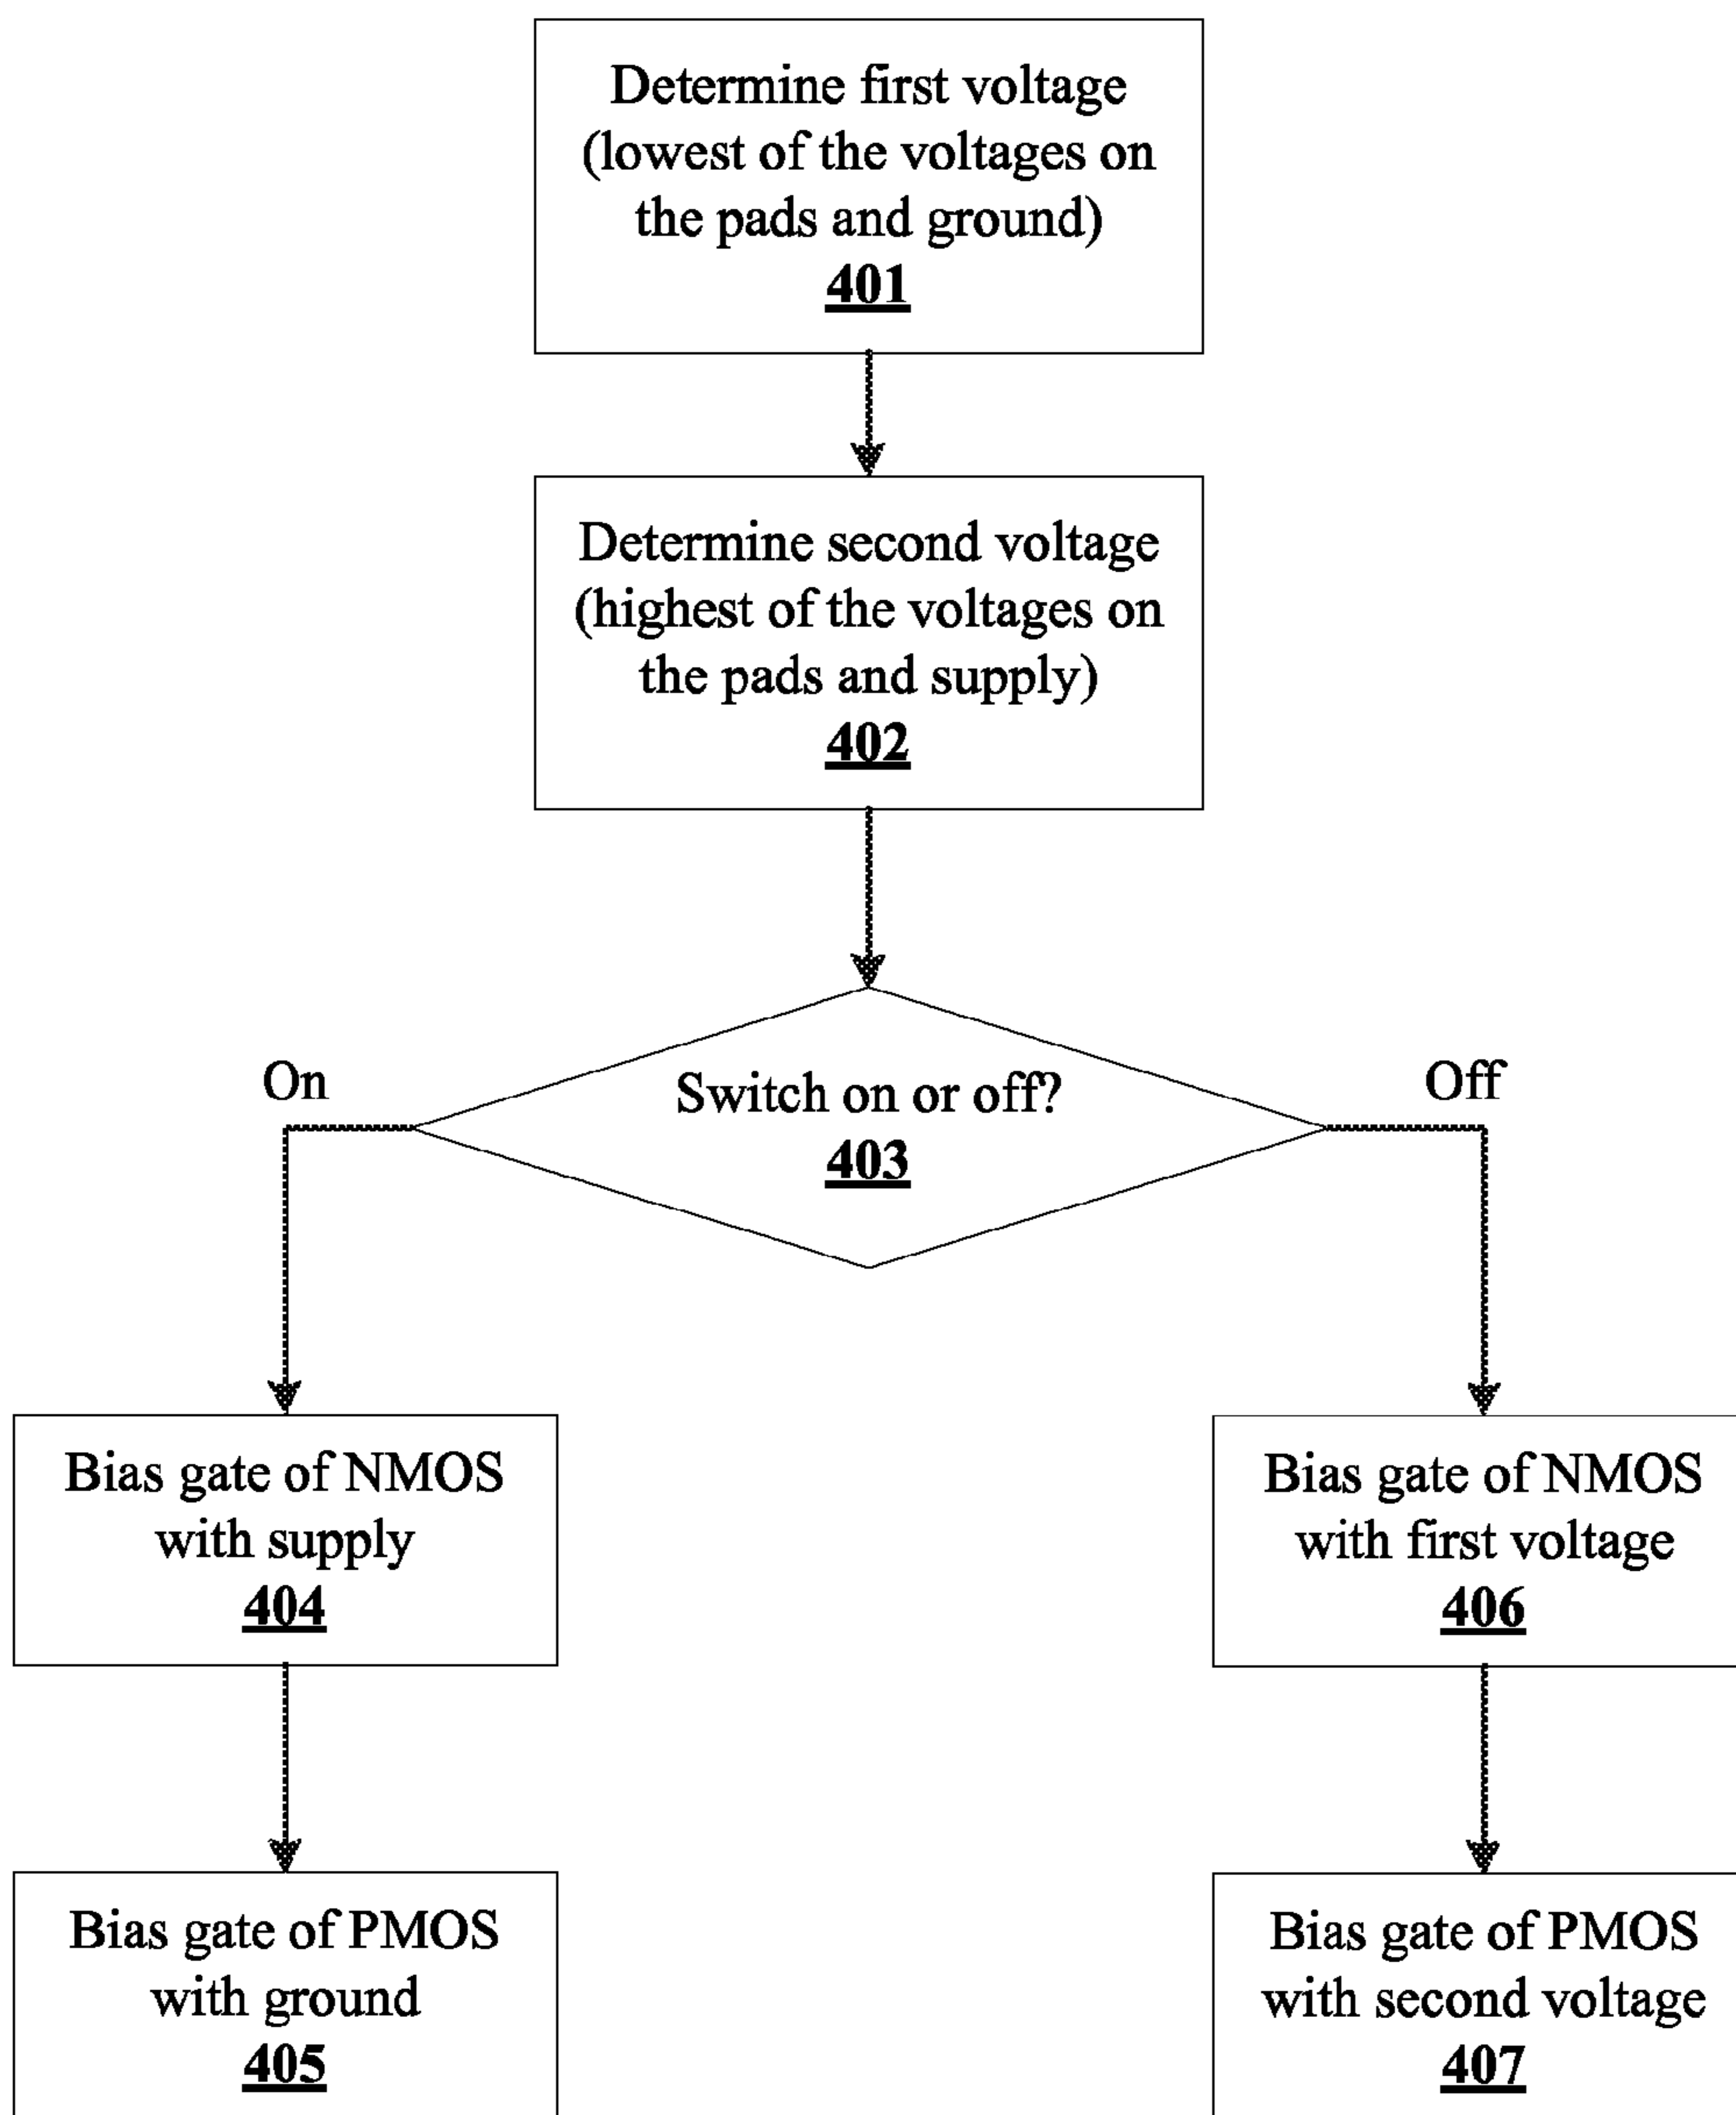 Determine first voltage
(lowest of the voltages on
the pads and ground)
401
Determine second voltage
(highest of the voltages on
the pads and supply)
402
Switch on or off?
403
On
Off
Bias gate of NMOS
with supply
404
Bias gate of PMOS
with ground
405
Bias gate of NMOS
with first voltage
406
Bias gate of PMOS
with second voltage
407